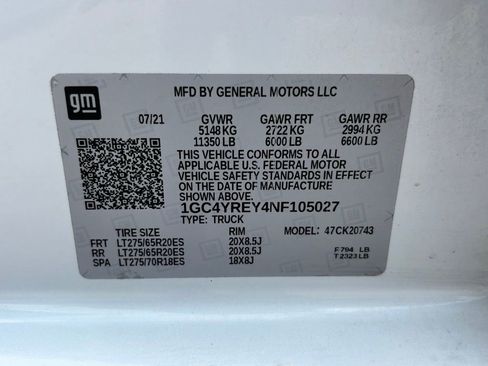 gm
MFD BY GENERAL MOTORS LLC
07/21 GVWR GAWR FRT GAWR RR
5148 KG 2722 KG 2994 KG
11350 LB 6000 LB 6600 LB
THIS VEHICLE CONFORMS TO ALL
APPLICABLE U.S. FEDERAL MOTOR
VEHICLE SAFETY STANDARDS IN EFFECT
ON THE DATE OF MANUFACTURE
SHOWN ABOVE.
1GC4YREY4NF105027
TYPE: TRUCK
TIRE SIZE RIM MODEL: 47CK20743
FRT LT275/65R20ES 20X8.5J
RR LT275/65R20ES 20X8.5J F 794 LB
SPA LT275/70R18ES 18X8J T 2323 LB